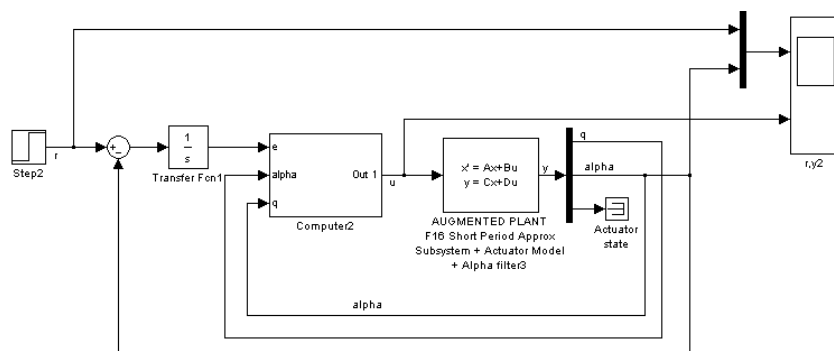 r
Step2
+
-
1
s
Transfer Fcn1
e
alpha
q
Out 1
Computer2
u
x' = Ax+Bu
y = Cx+Du
y
AUGMENTED PLANT
F16 Short Period Approx
Subsystem + Actuator Model
+ Alpha filter3
q
alpha
Actuator
state
r,y2
alpha